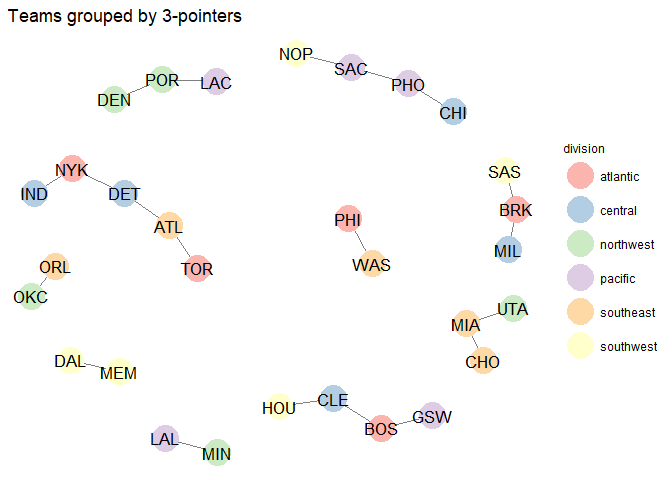 Teams grouped by 3-pointers
NOP
SAC
PHO
CHI
POR
LAC
DEN
NYK
IND
DET
ATL
TOR
SAS
BRK
MIL
PHI
WAS
ORL
OKC
UTA
MIA
CHO
DAL
MEM
HOU
CLE
BOS
GSW
LAL
MIN
division
atlantic
central
northwest
pacific
southeast
southwest